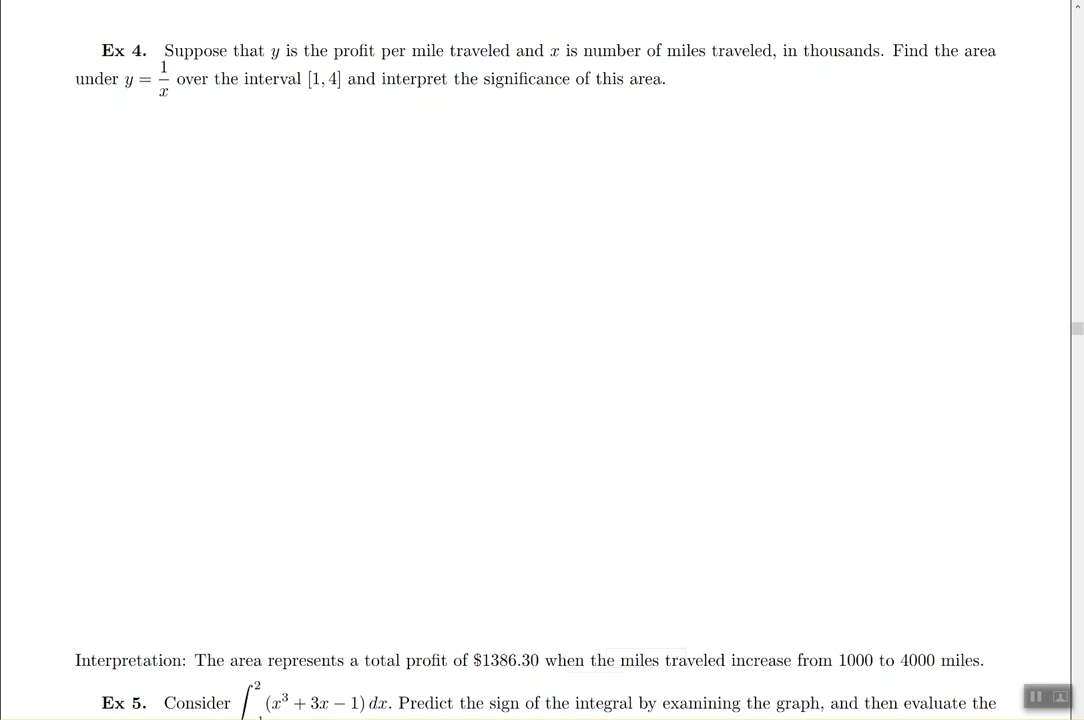 Ex 4. Suppose that y is the profit per mile traveled and x is number of miles traveled, in thousands. Find the area
under y = 1/x over the interval [1, 4] and interpret the significance of this area.
Interpretation: The area represents a total profit of $1386.30 when the miles traveled increase from 1000 to 4000 miles.
Ex 5. Consider ∫₁² (x³ + 3x − 1) dx. Predict the sign of the integral by examining the graph, and then evaluate the